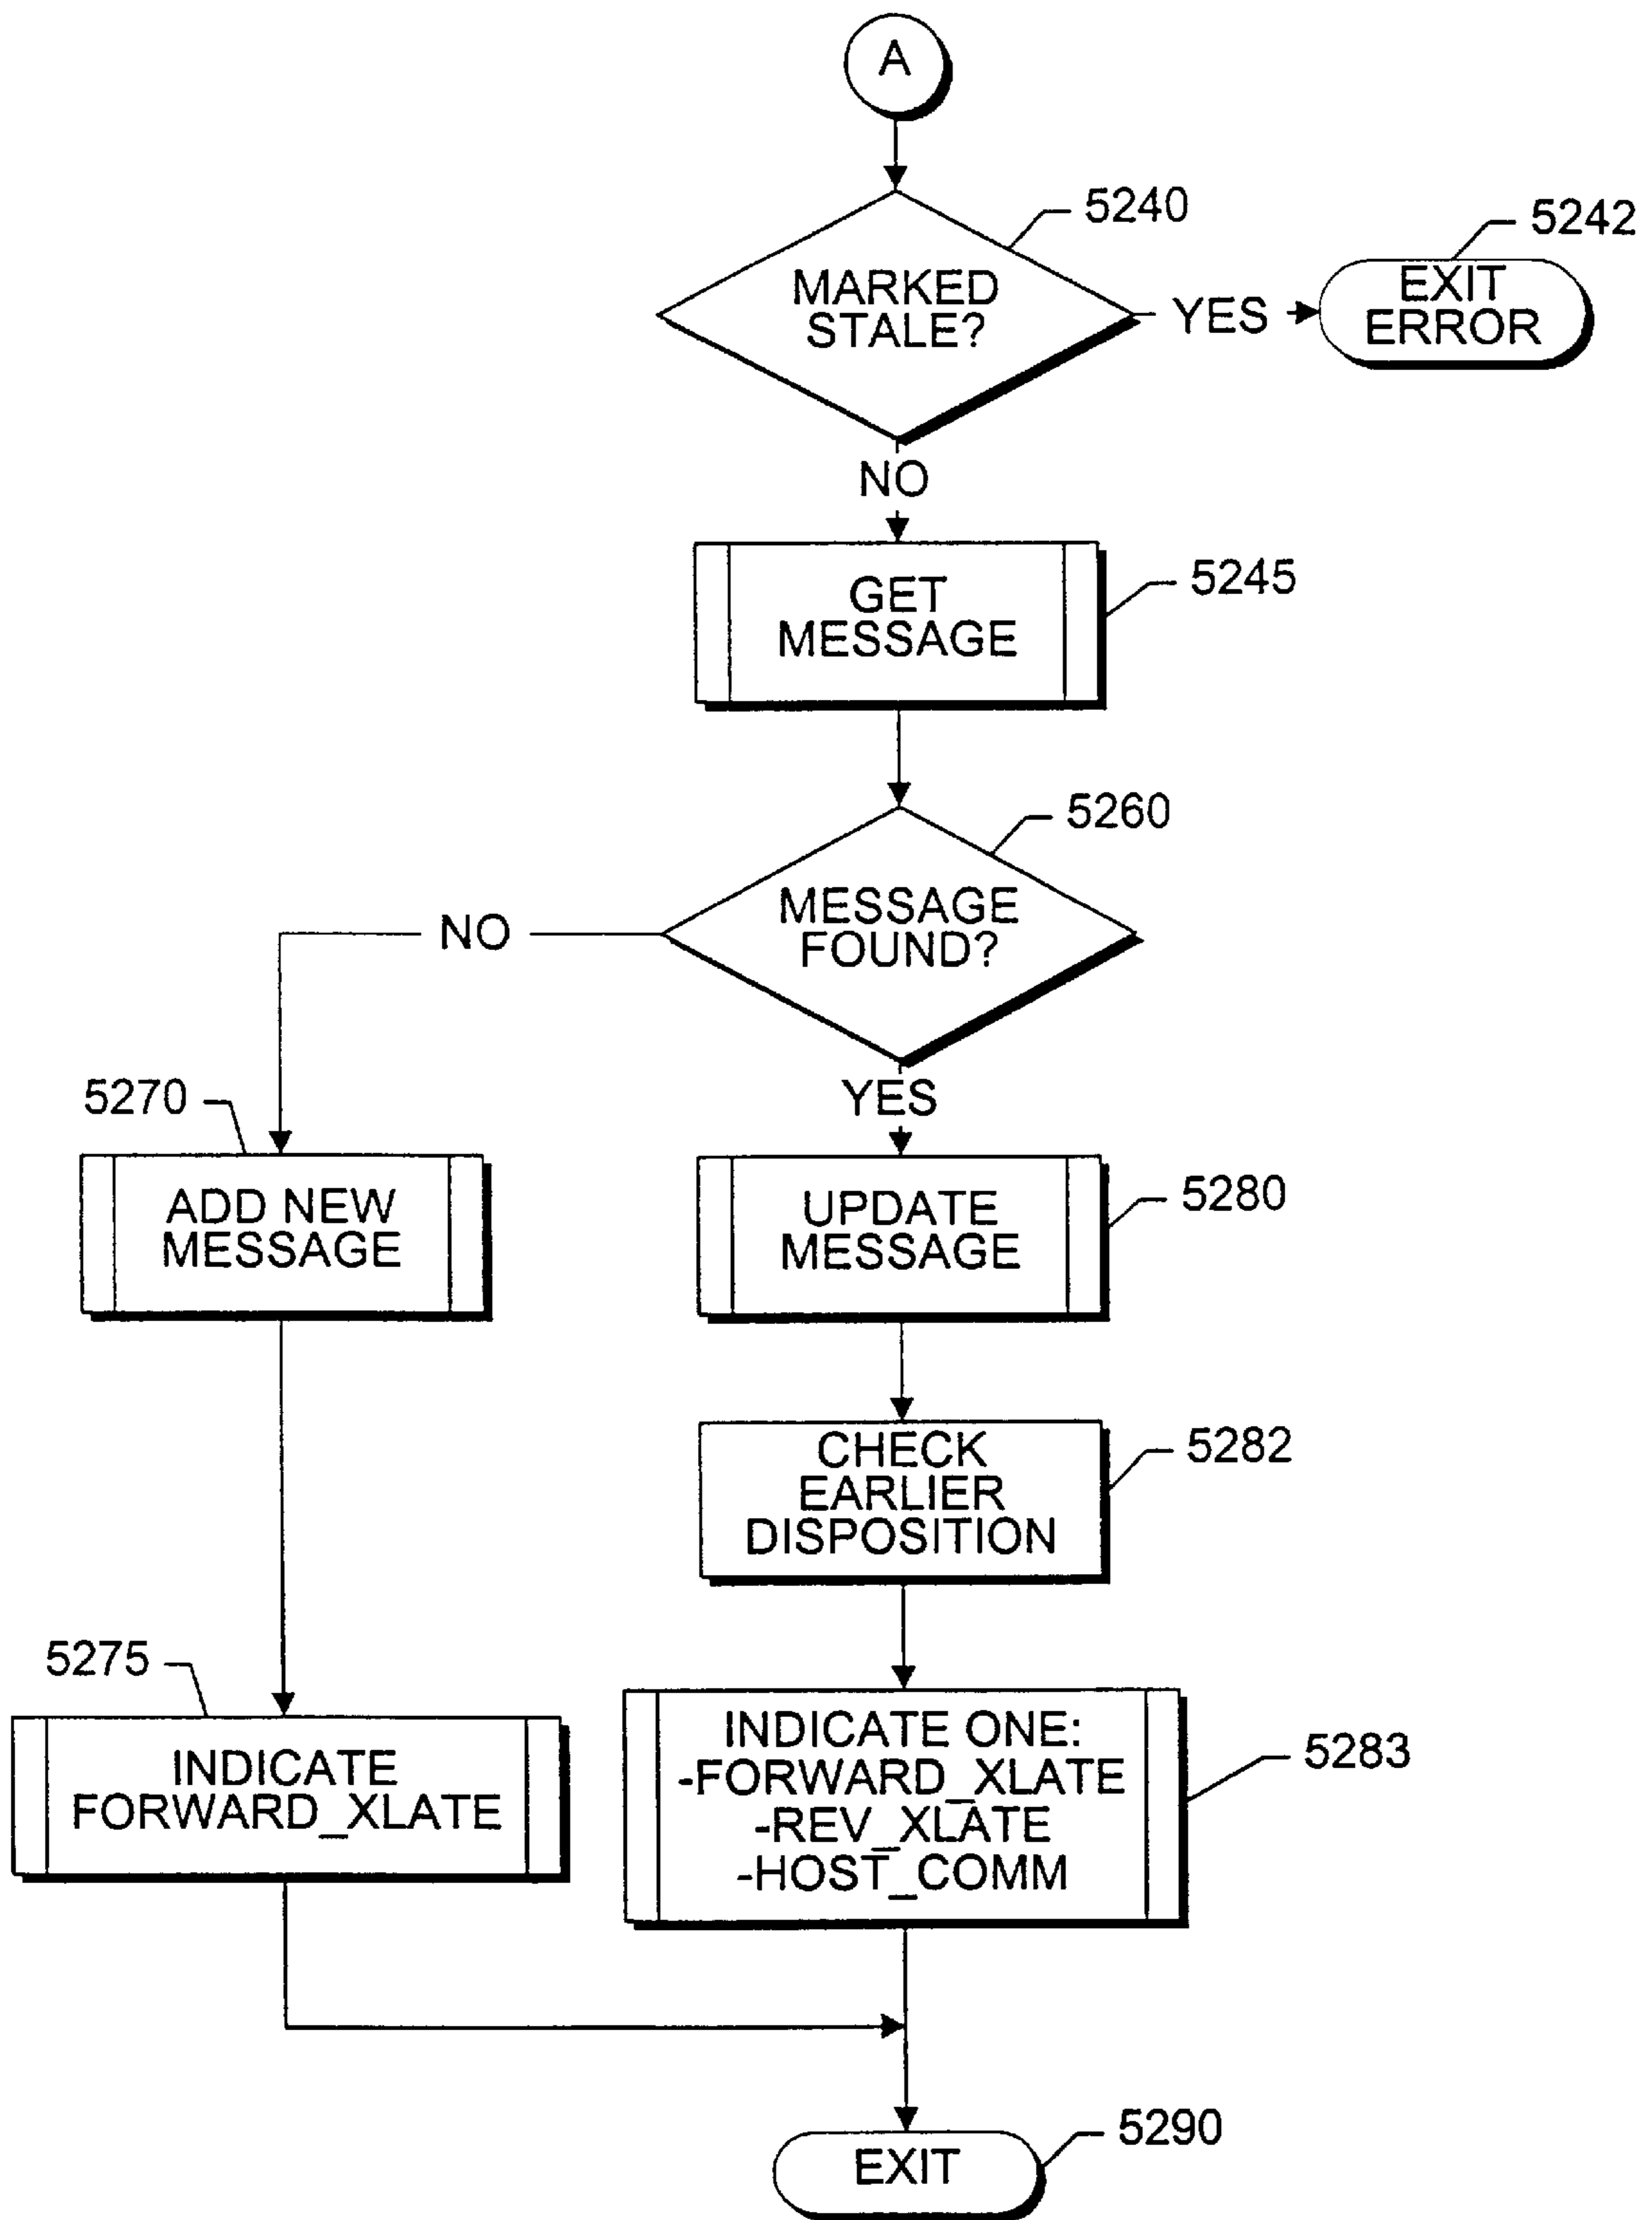 A
5240
5242
MARKED
STALE?
YES
EXIT
ERROR
NO
GET
MESSAGE
5245
5260
MESSAGE
FOUND?
NO
YES
5270
ADD NEW
MESSAGE
UPDATE
MESSAGE
5280
CHECK
EARLIER
DISPOSITION
5282
5275
INDICATE
FORWARD_XLATE
INDICATE ONE:
-FORWARD_XLATE
-REV_XLATE
-HOST_COMM
5283
EXIT
5290